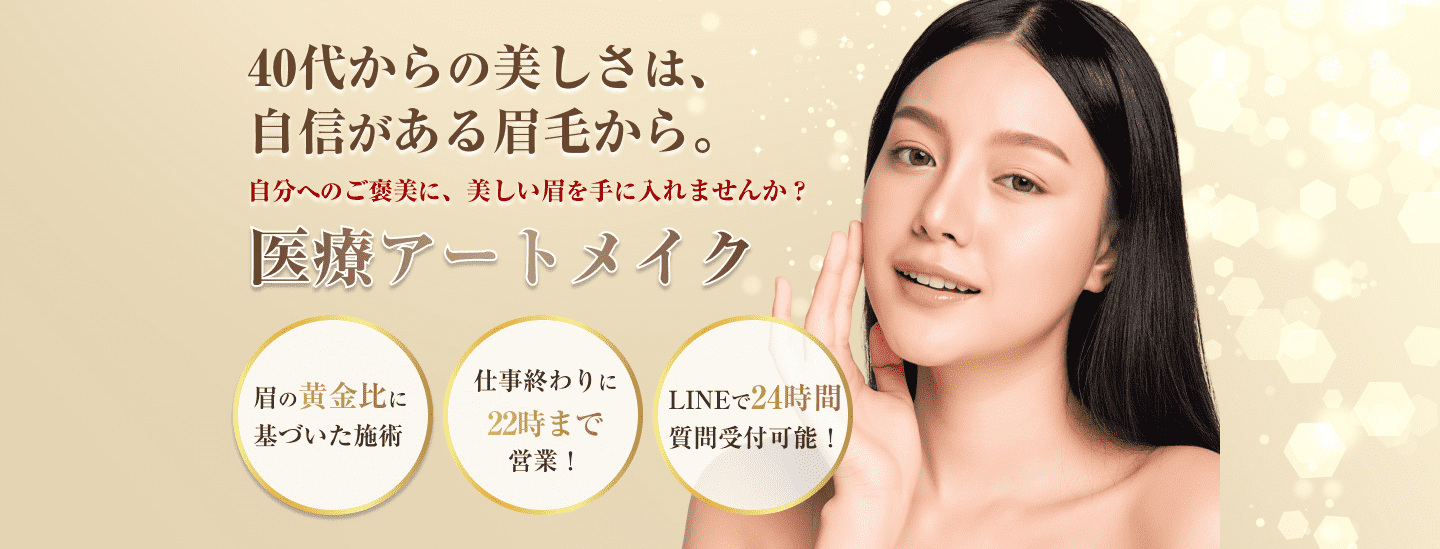 40代からの美しさは、
自信がある眉毛から。
自分へのご褒美に、美しい眉を手に入れませんか？
医療アートメイク
眉の黄金比に
基づいた施術
仕事終わりに
22時まで
営業！
LINEで24時間
質問受付可能！